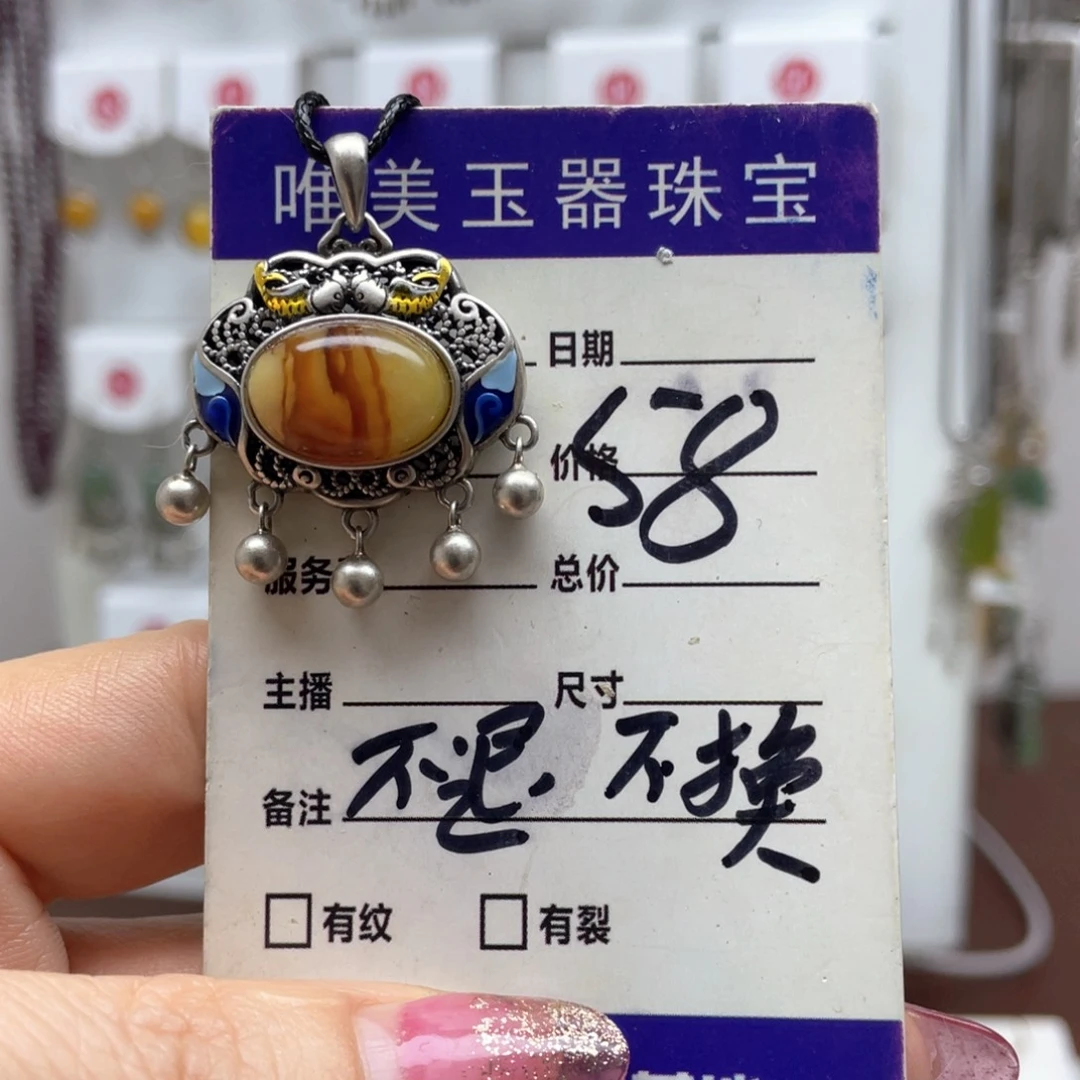 唯美玉器珠宝
日期
价格 58
服务 总价
主播 尺寸
备注 不退.不换
有纹 有裂